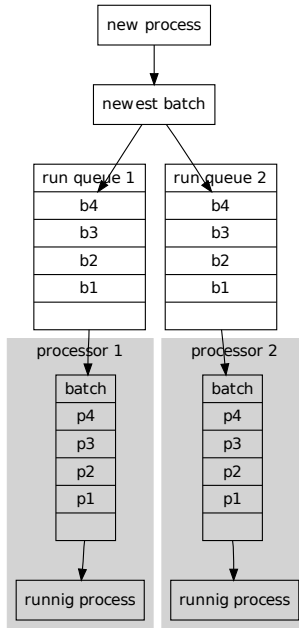 new process
newest batch
run queue 1
b4
b3
b2
b1
run queue 2
b4
b3
b2
b1
processor 1
batch
p4
p3
p2
p1
runnig process
processor 2
batch
p4
p3
p2
p1
runnig process